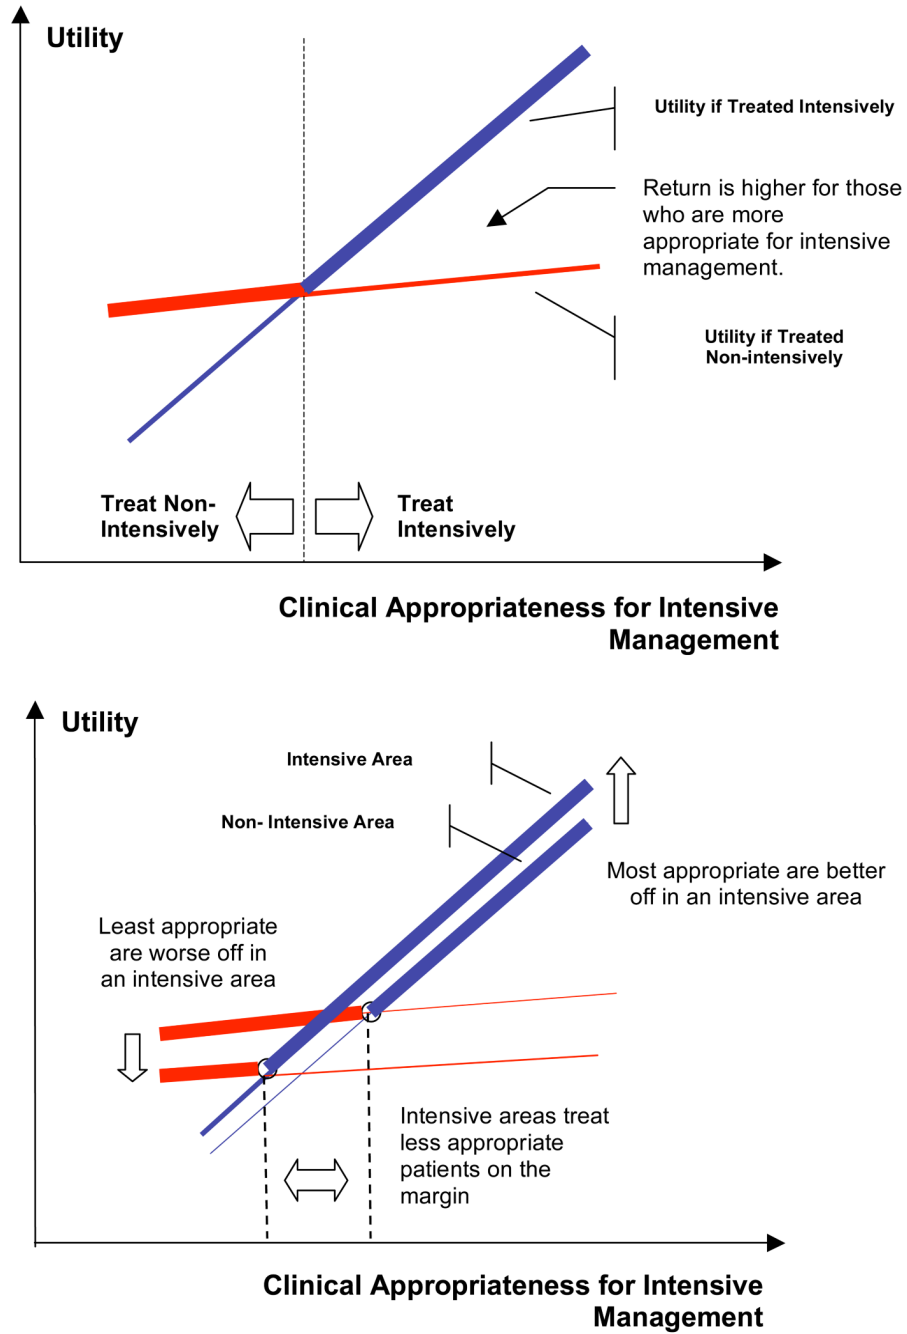 Utility
Utility if Treated Intensively
Return is higher for those
who are more
appropriate for intensive
management.
Utility if Treated
Non-intensively
Treat Non-
Intensively
Treat
Intensively
Clinical Appropriateness for Intensive
Management
Utility
Intensive Area
Non- Intensive Area
Most appropriate are better
off in an intensive area
Least appropriate
are worse off in
an intensive area
Intensive areas treat
less appropriate
patients on the
margin
Clinical Appropriateness for Intensive
Management